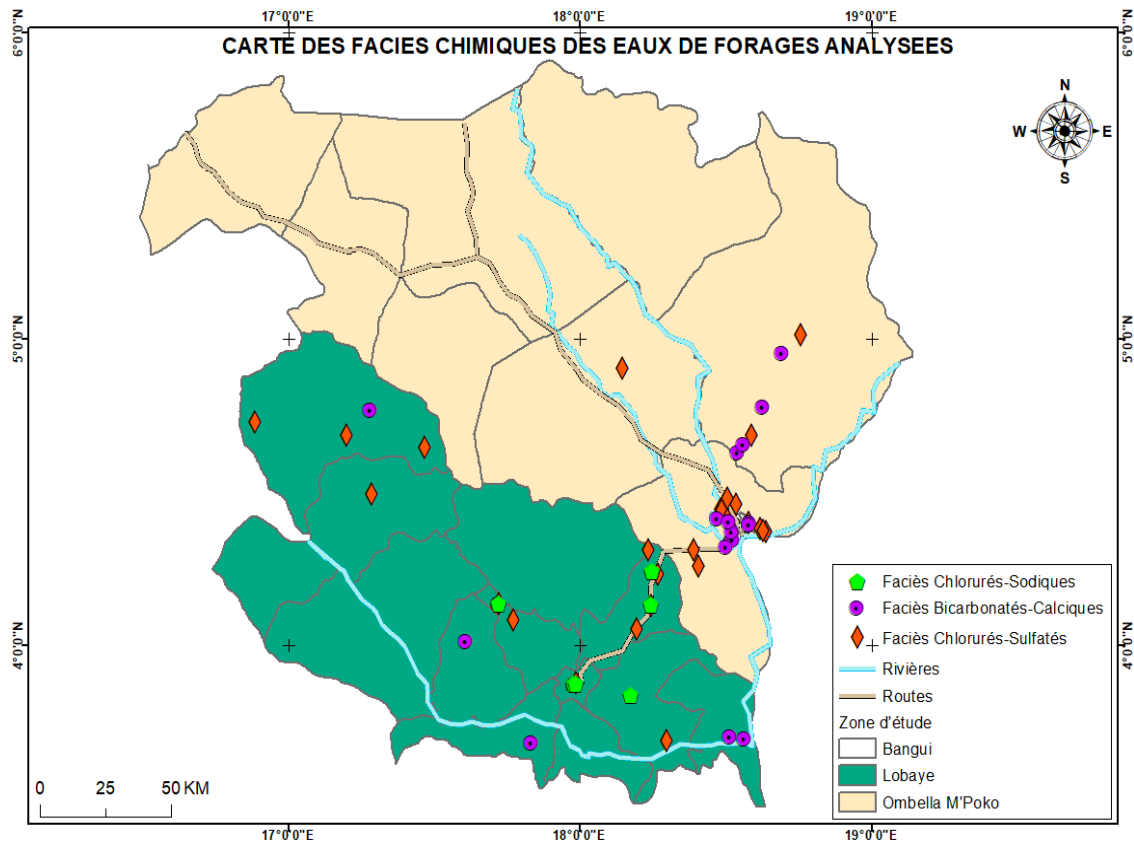 17°0'0"E 18°0'0"E 19°0'0"E
6°0'0"N 6°0'0"N
CARTE DES FACIES CHIMIQUES DES EAUX DE FORAGES ANALYSEES
N
W E
S
5°0'0"N 5°0'0"N
4°0'0"N 4°0'0"N
Faciès Chlorurés-Sodiques
Faciès Bicarbonatés-Calciques
Faciès Chlorurés-Sulfatés
Rivières
Routes
Zone d'étude
Bangui
Lobaye
Ombella M'Poko
0 25 50 KM
17°0'0"E 18°0'0"E 19°0'0"E